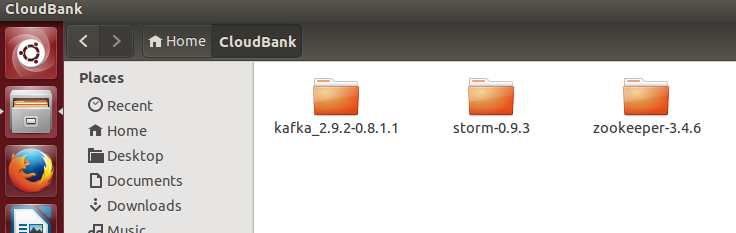 CloudBank
Home
CloudBank
Places
Recent
Home
Desktop
Documents
Downloads
Music
kafka_2.9.2-0.8.1.1
storm-0.9.3
zookeeper-3.4.6